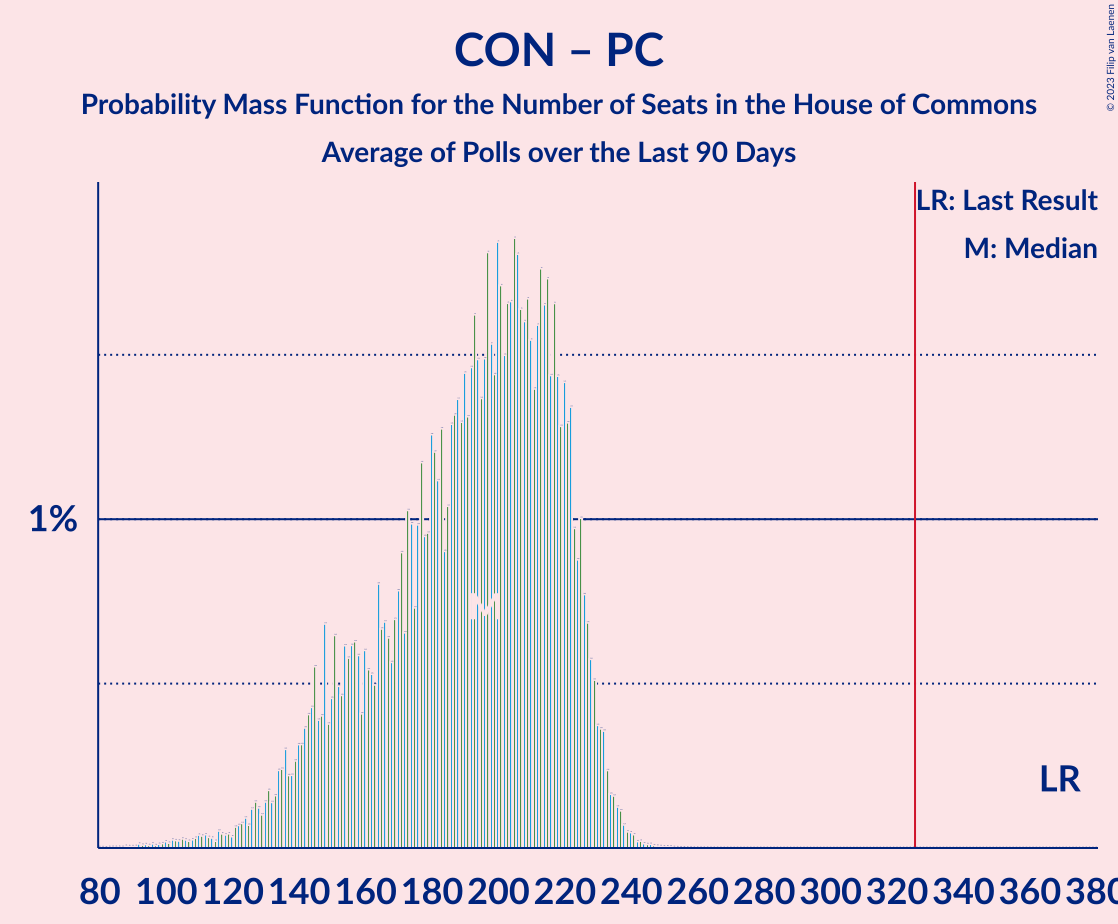 CON – PC
Probability Mass Function for the Number of Seats in the House of Commons
Average of Polls over the Last 90 Days
© 2023 Filip van Laenen
LR: Last Result
M: Median
1%
M
LR
80 100 120 140 160 180 200 220 240 260 280 300 320 340 360 380